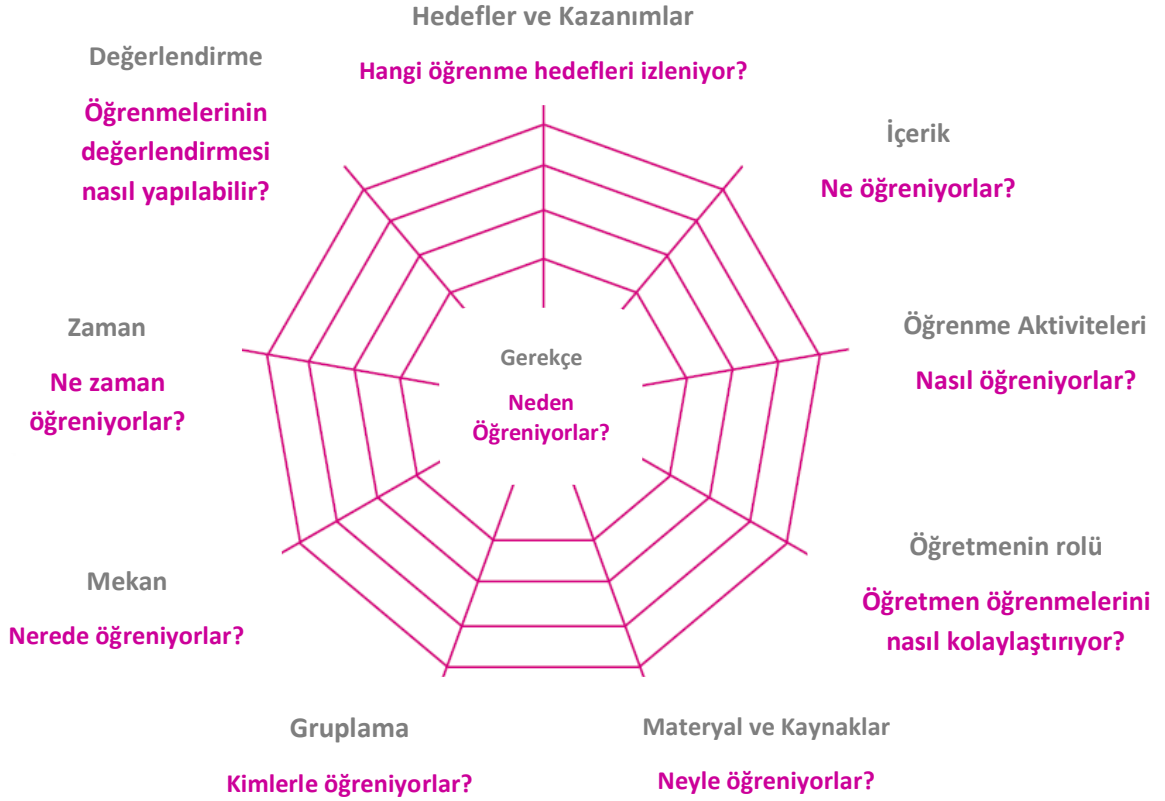 Hedefler ve Kazanımlar
Hangi öğrenme hedefleri izleniyor?
Değerlendirme
Öğrenmelerinin
değerlendirmesi
nasıl yapılabilir?
İçerik
Ne öğreniyorlar?
Zaman
Ne zaman
öğreniyorlar?
Gerekçe
Neden
Öğreniyorlar?
Öğrenme Aktiviteleri
Nasıl öğreniyorlar?
Mekan
Nerede öğreniyorlar?
Öğretmenin rolü
Öğretmen öğrenmelerini
nasıl kolaylaştırıyor?
Gruplama
Kimlerle öğreniyorlar?
Materyal ve Kaynaklar
Neyle öğreniyorlar?